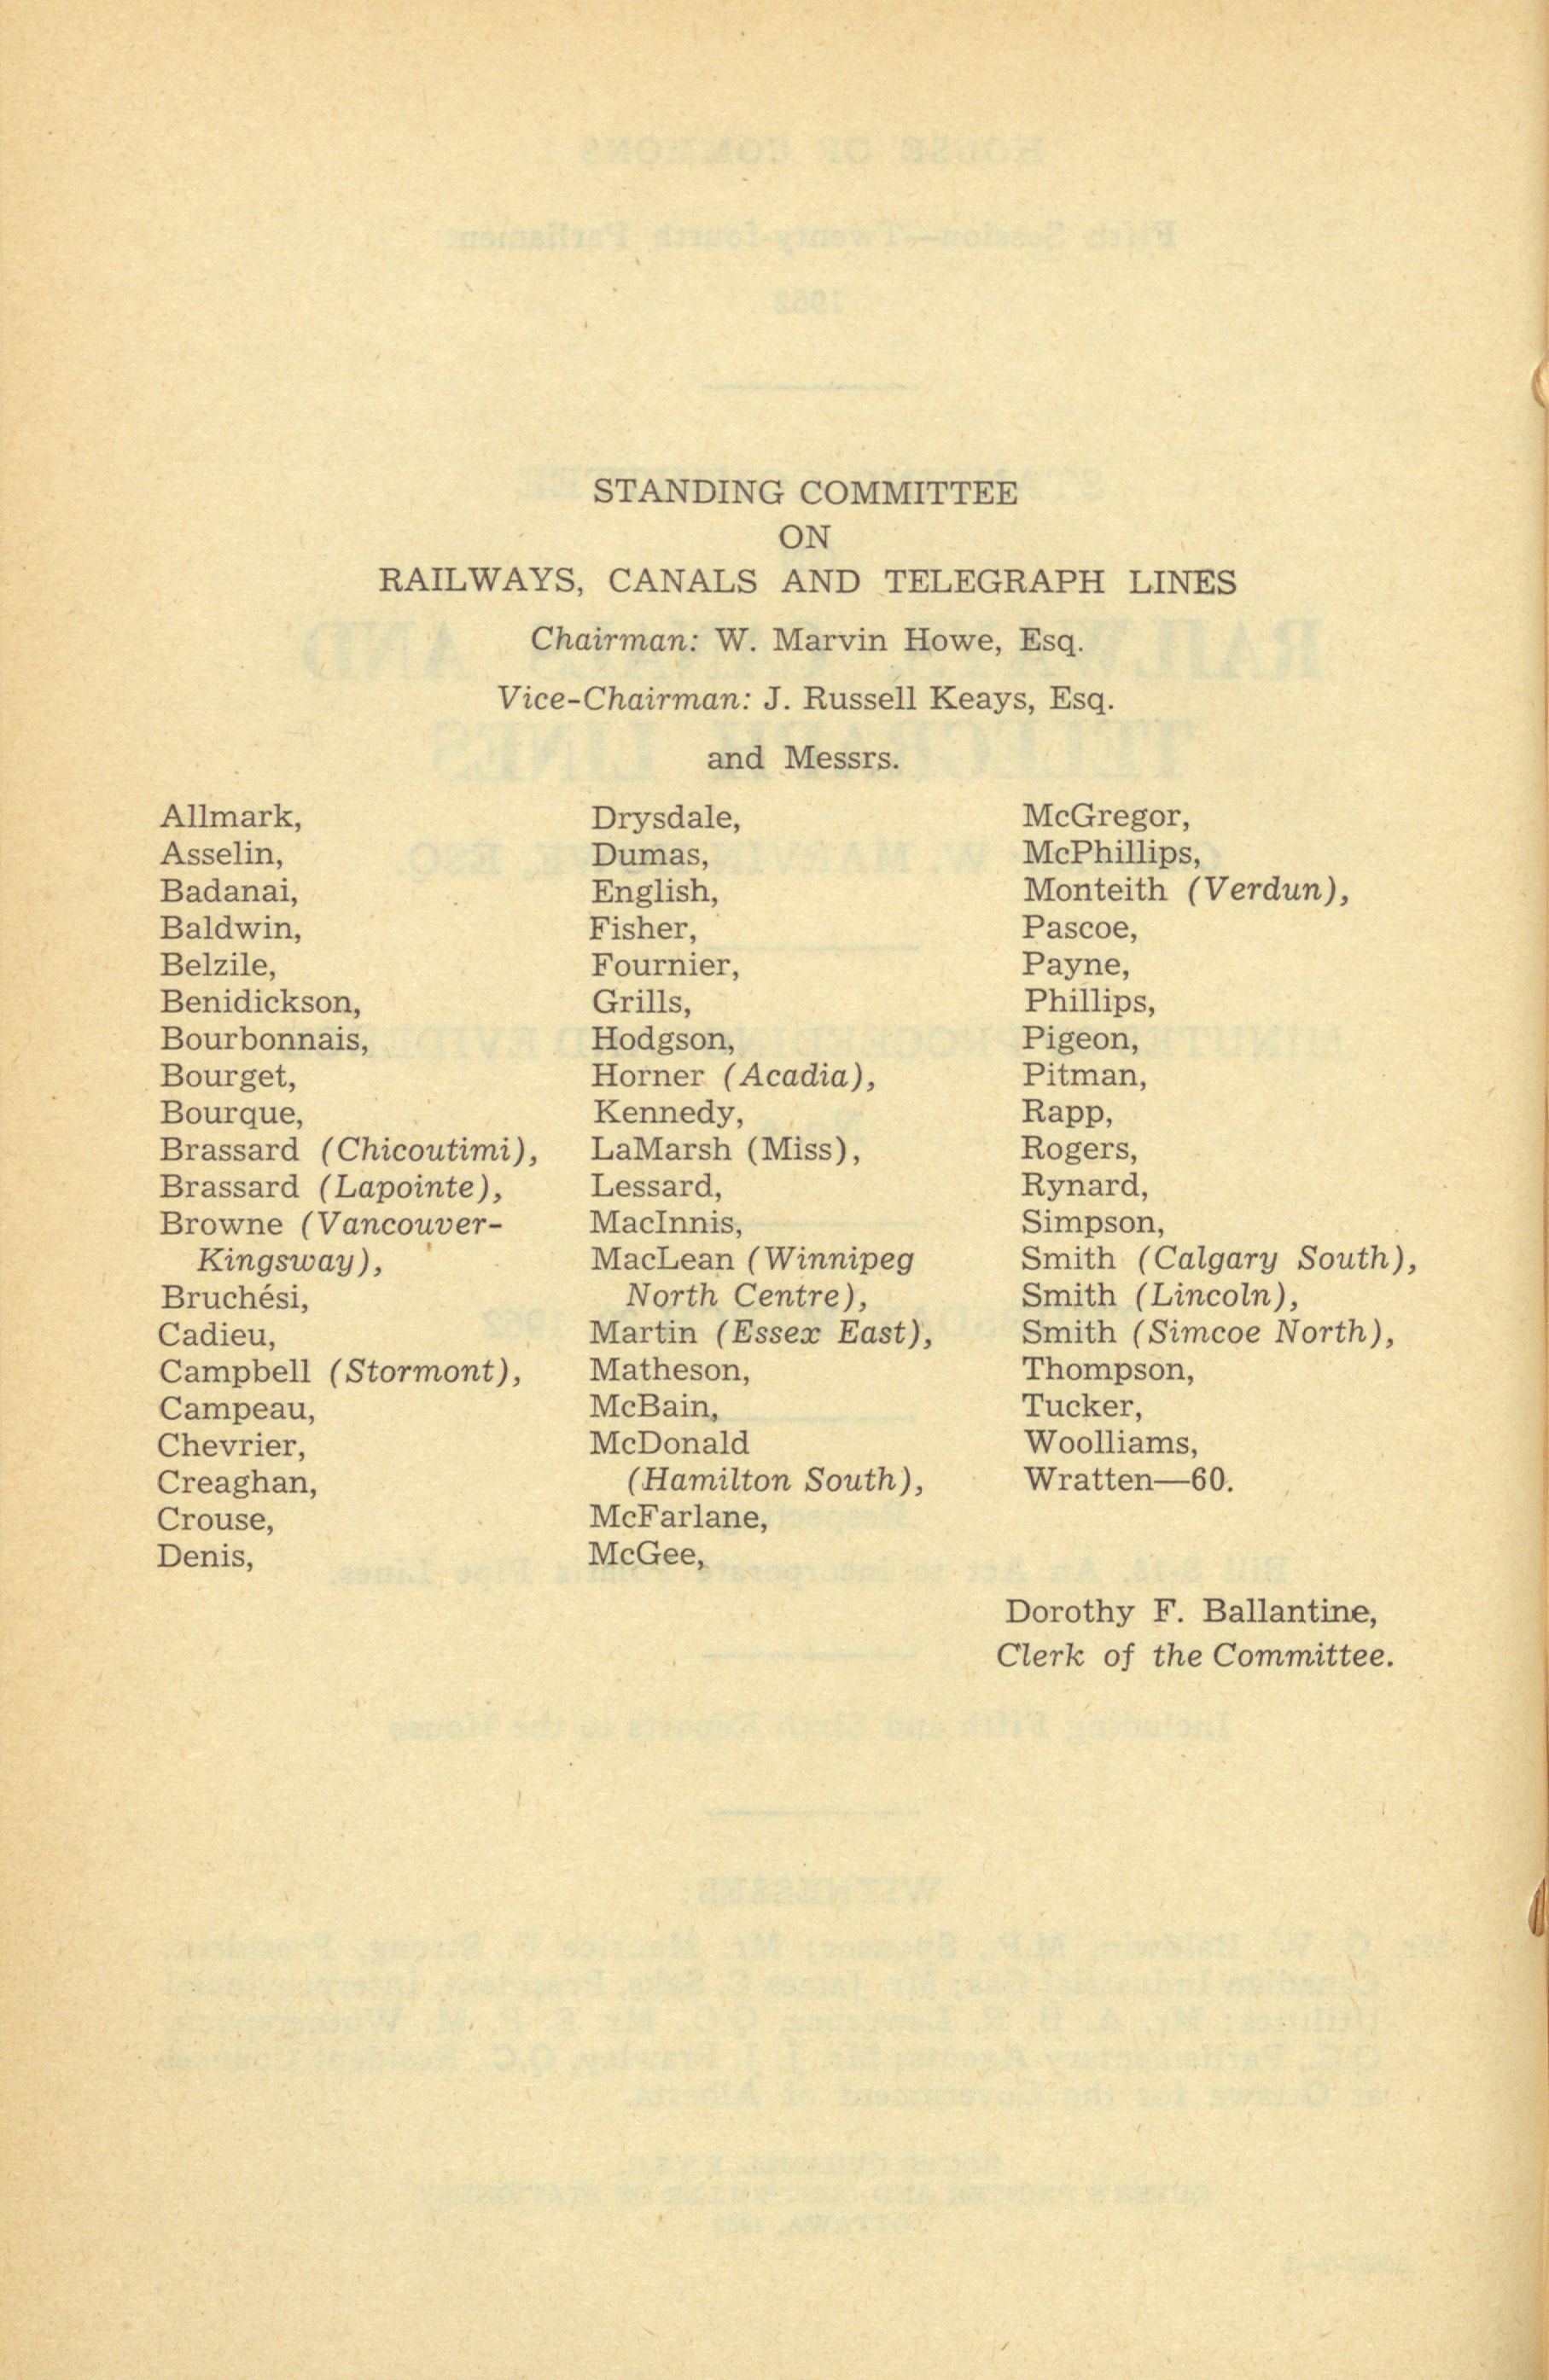 STANDING COMMITTEE
ON
RAILWAYS, CANALS AND TELEGRAPH LINES
Chairman: W. Marvin Howe, Esq.
Vice-Chairman: J. Russell Keays, Esq.
and Messrs.
Allmark,
Asselin,
Badanai,
Baldwin,
Belzile,
Benidickson,
Bourbonnais,
Bourget,
Bourque,
Brassard (Chicoutimi),
Brassard (Lapointe),
Browne (Vancouver-
Kingsway),
Bruchési,
Cadieu,
Campbell (Stormont),
Campeau,
Chevrier,
Creaghan,
Crouse,
Denis,
Drysdale,
Dumas,
English,
Fisher,
Fournier,
Grills,
Hodgson,
Horner (Acadia),
Kennedy,
LaMarsh (Miss),
Lessard,
MacInnis,
MacLean (Winnipeg
North Centre),
Martin (Essex East),
Matheson,
McBain,
McDonald
(Hamilton South),
McFarlane,
McGee,
McGregor,
McPhillips,
Monteith (Verdun),
Pascoe,
Payne,
Phillips,
Pigeon,
Pitman,
Rapp,
Rogers,
Rynard,
Simpson,
Smith (Calgary South),
Smith (Lincoln),
Smith (Simcoe North),
Thompson,
Tucker,
Woolliams,
Wratten—60.
Dorothy F. Ballantine,
Clerk of the Committee.